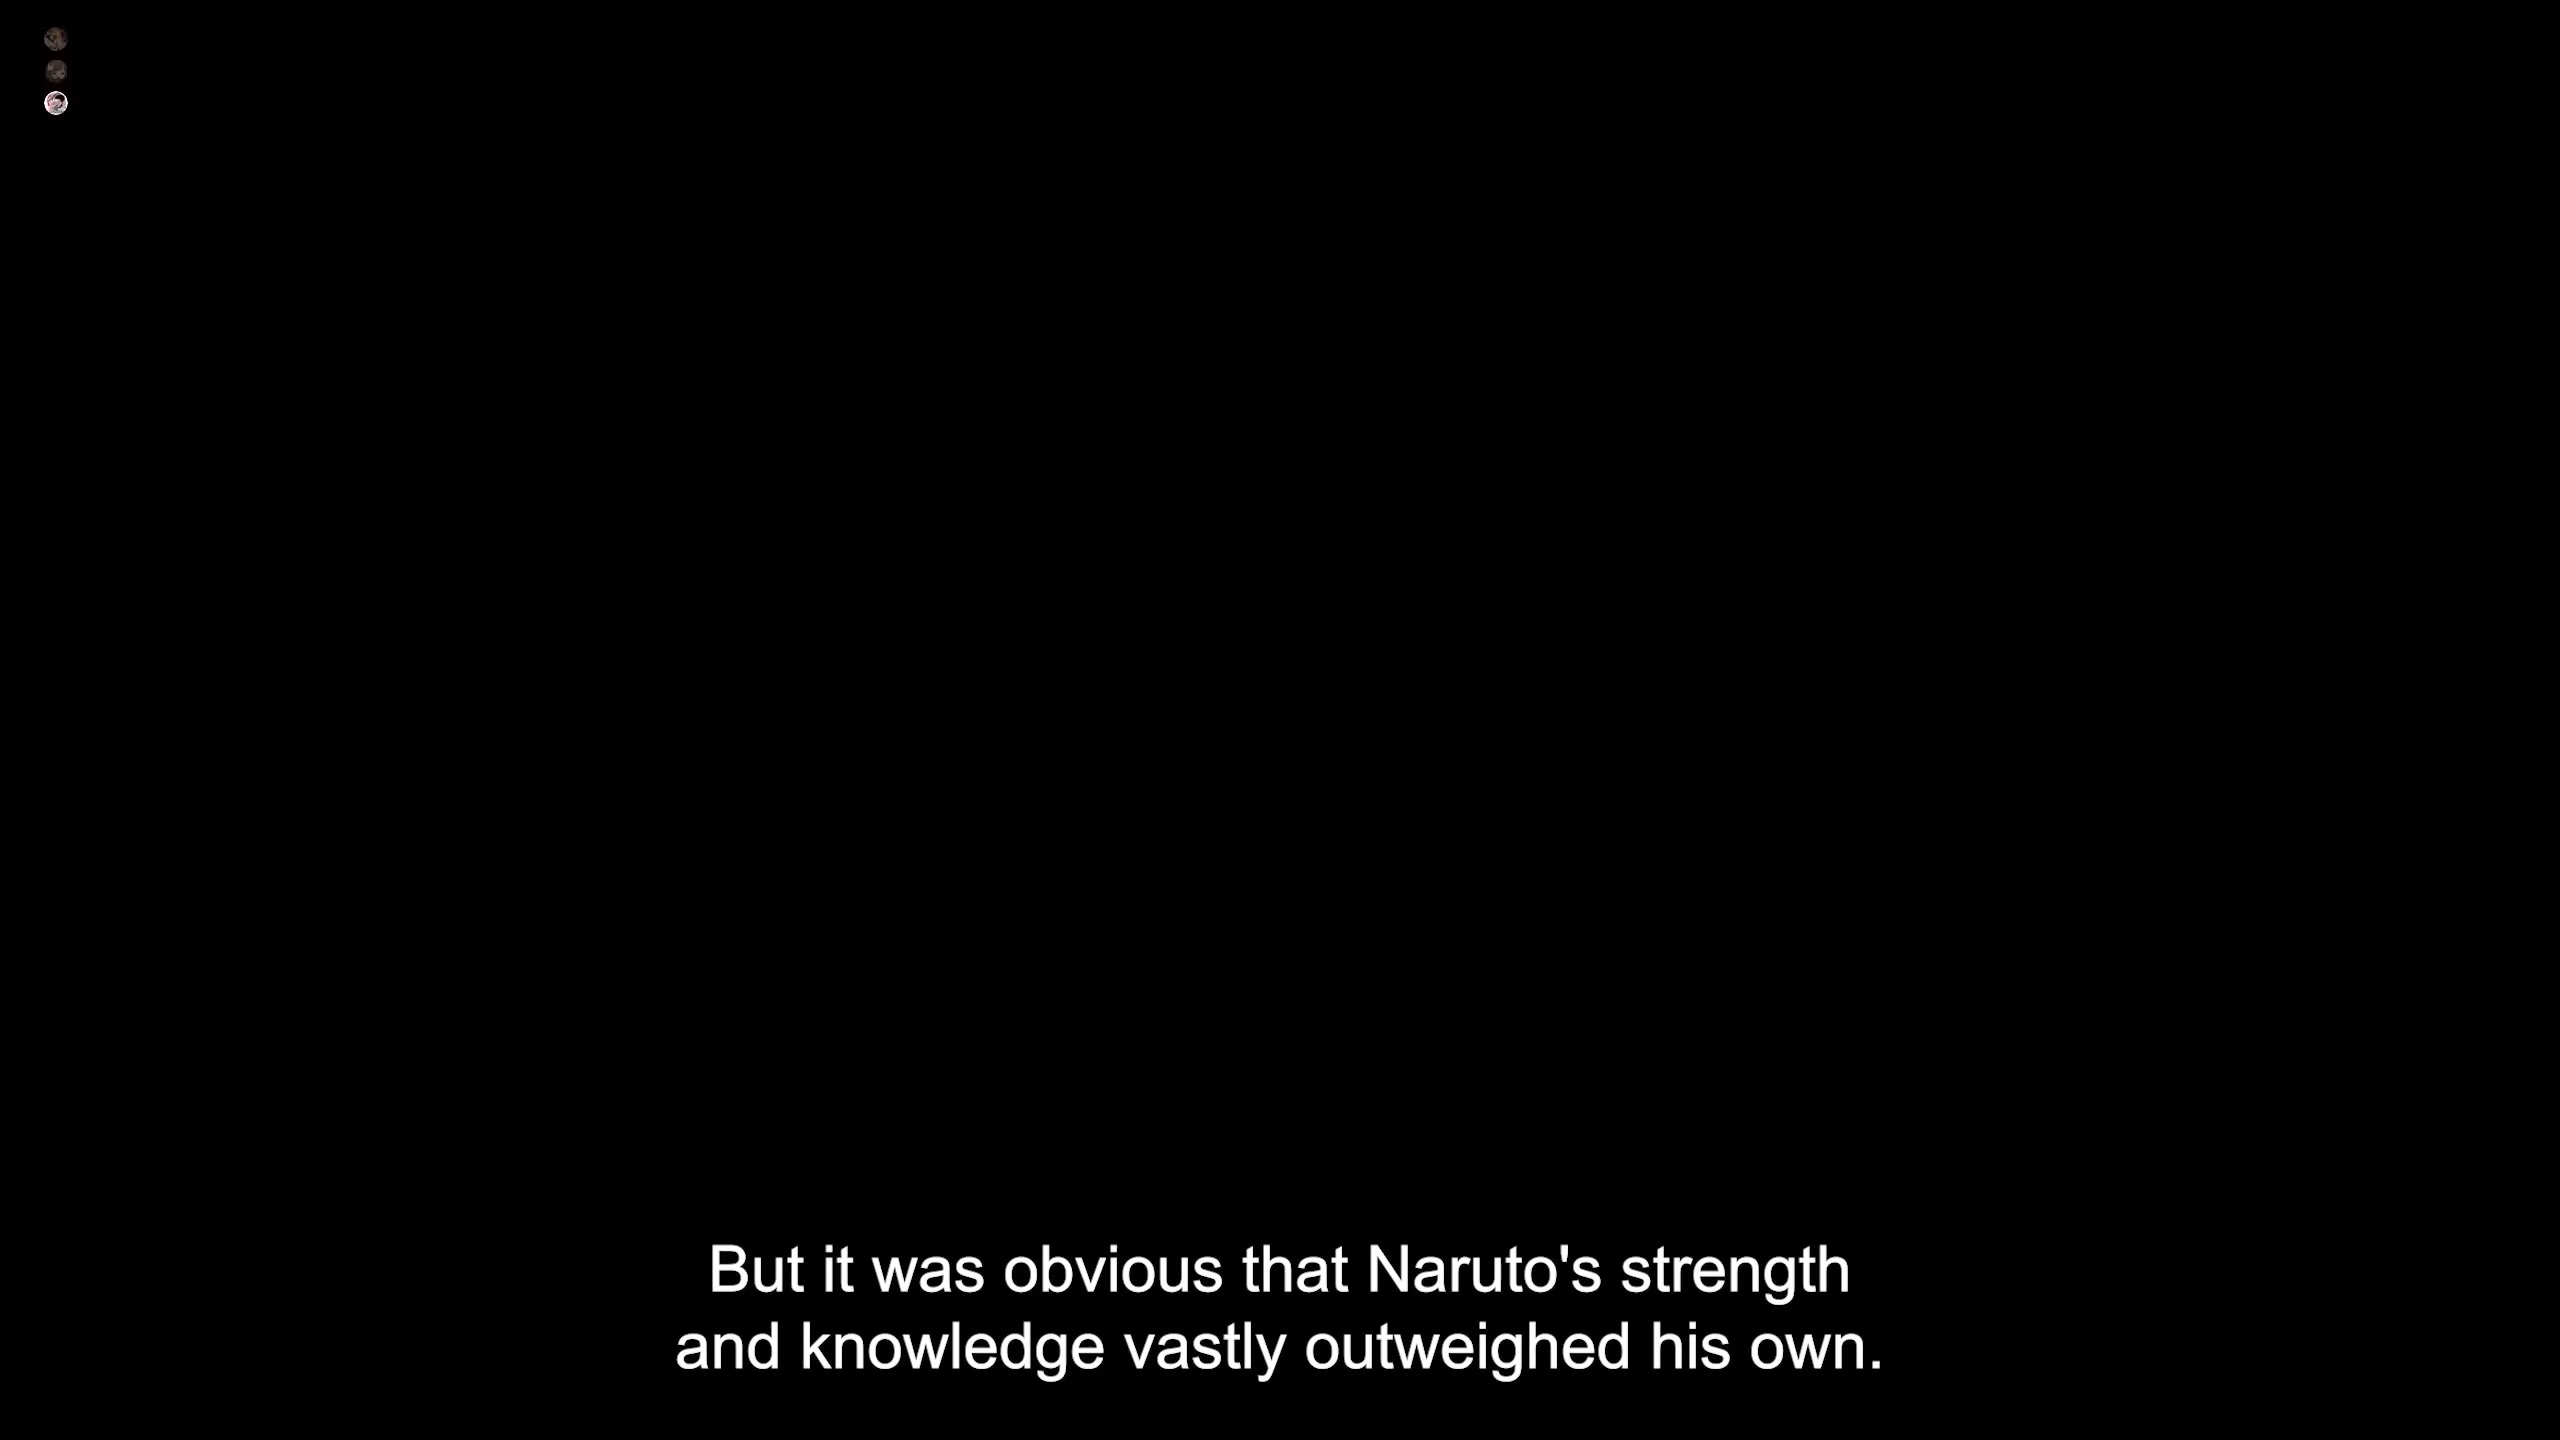 But it was obvious that Naruto's strength
and knowledge vastly outweighed his own.